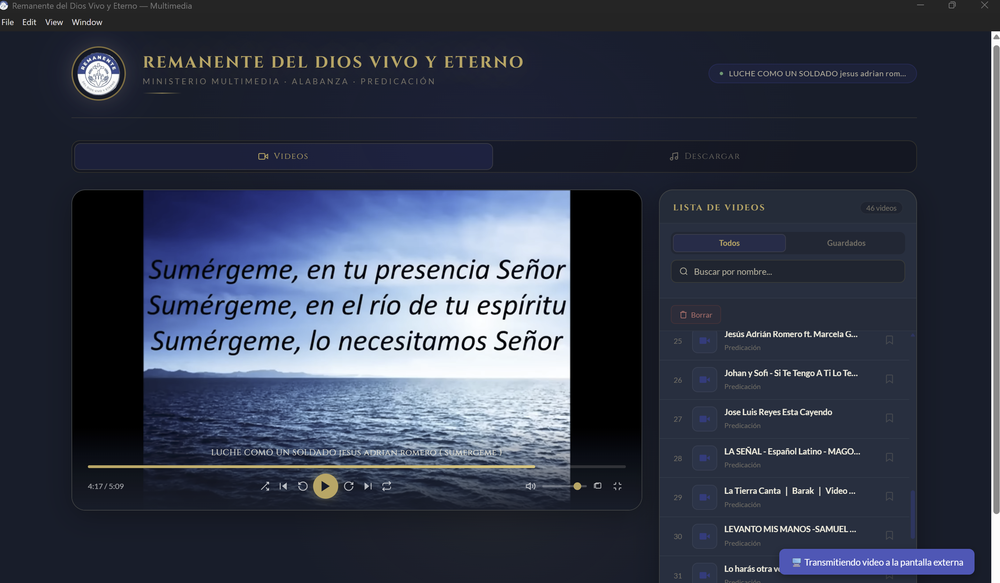 Remanente del Dios Vivo y Eterno — Multimedia
File Edit View Window
REMANENTE
DEL DIOS VIVO Y ETERNO
REMANENTE DEL DIOS VIVO Y ETERNO
MINISTERIO MULTIMEDIA · ALABANZA · PREDICACIÓN
LUCHE COMO UN SOLDADO jesus adrian rom...
VIDEOS
DESCARGAR
Sumérgeme, en tu presencia Señor
Sumérgeme, en el río de tu espíritu
Sumérgeme, lo necesitamos Señor
LUCHE COMO UN SOLDADO JESUS ADRIAN ROMERO ( SUMERGEME )
4:17 / 5:09
LISTA DE VIDEOS
46 videos
Todos
Guardados
Buscar por nombre...
Borrar
25
Jesús Adrián Romero ft. Marcela G...
Predicación
26
Johan y Sofi - Si Te Tengo A Ti Lo Te...
Predicación
27
Jose Luis Reyes Esta Cayendo
Predicación
28
LA SEÑAL - Español Latino - MAGO...
Predicación
29
La Tierra Canta | Barak | Video ...
Predicación
30
LEVANTO MIS MANOS -SAMUEL ...
Predicación
31
Lo harás otra v
Predicación
Transmitiendo video a la pantalla externa